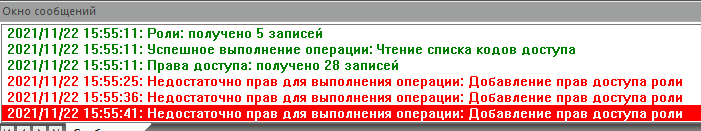 Окно сообщений
2021/11/22 15:55:11: Роли: получено 5 записей
2021/11/22 15:55:11: Успешное выполнение операции: Чтение списка кодов доступа
2021/11/22 15:55:11: Права доступа: получено 28 записей
2021/11/22 15:55:25: Недостаточно прав для выполнения операции: Добавление прав доступа роли
2021/11/22 15:55:36: Недостаточно прав для выполнения операции: Добавление прав доступа роли
2021/11/22 15:55:41: Недостаточно прав для выполнения операции: Добавление прав доступа роли